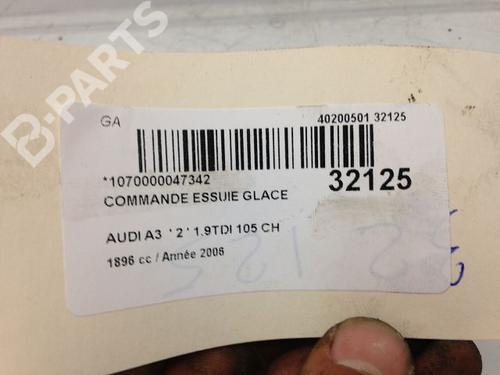 B-PARTS
GA
40200501 32125
*1070000047342
32125
COMMANDE ESSUIE GLACE
AUDI A3 ' 2 ' 1.9TDI 105 CH
1896 cc / Année 2006